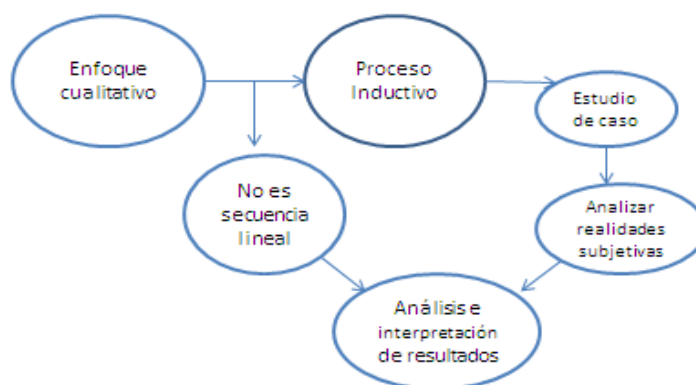 Enfoque
cualitativo
Proceso
Inductivo
Estudio
de caso
No es
secuencia
lineal
Analizar
realidades
subjetivas
Análisis e
interpretación
de resultados